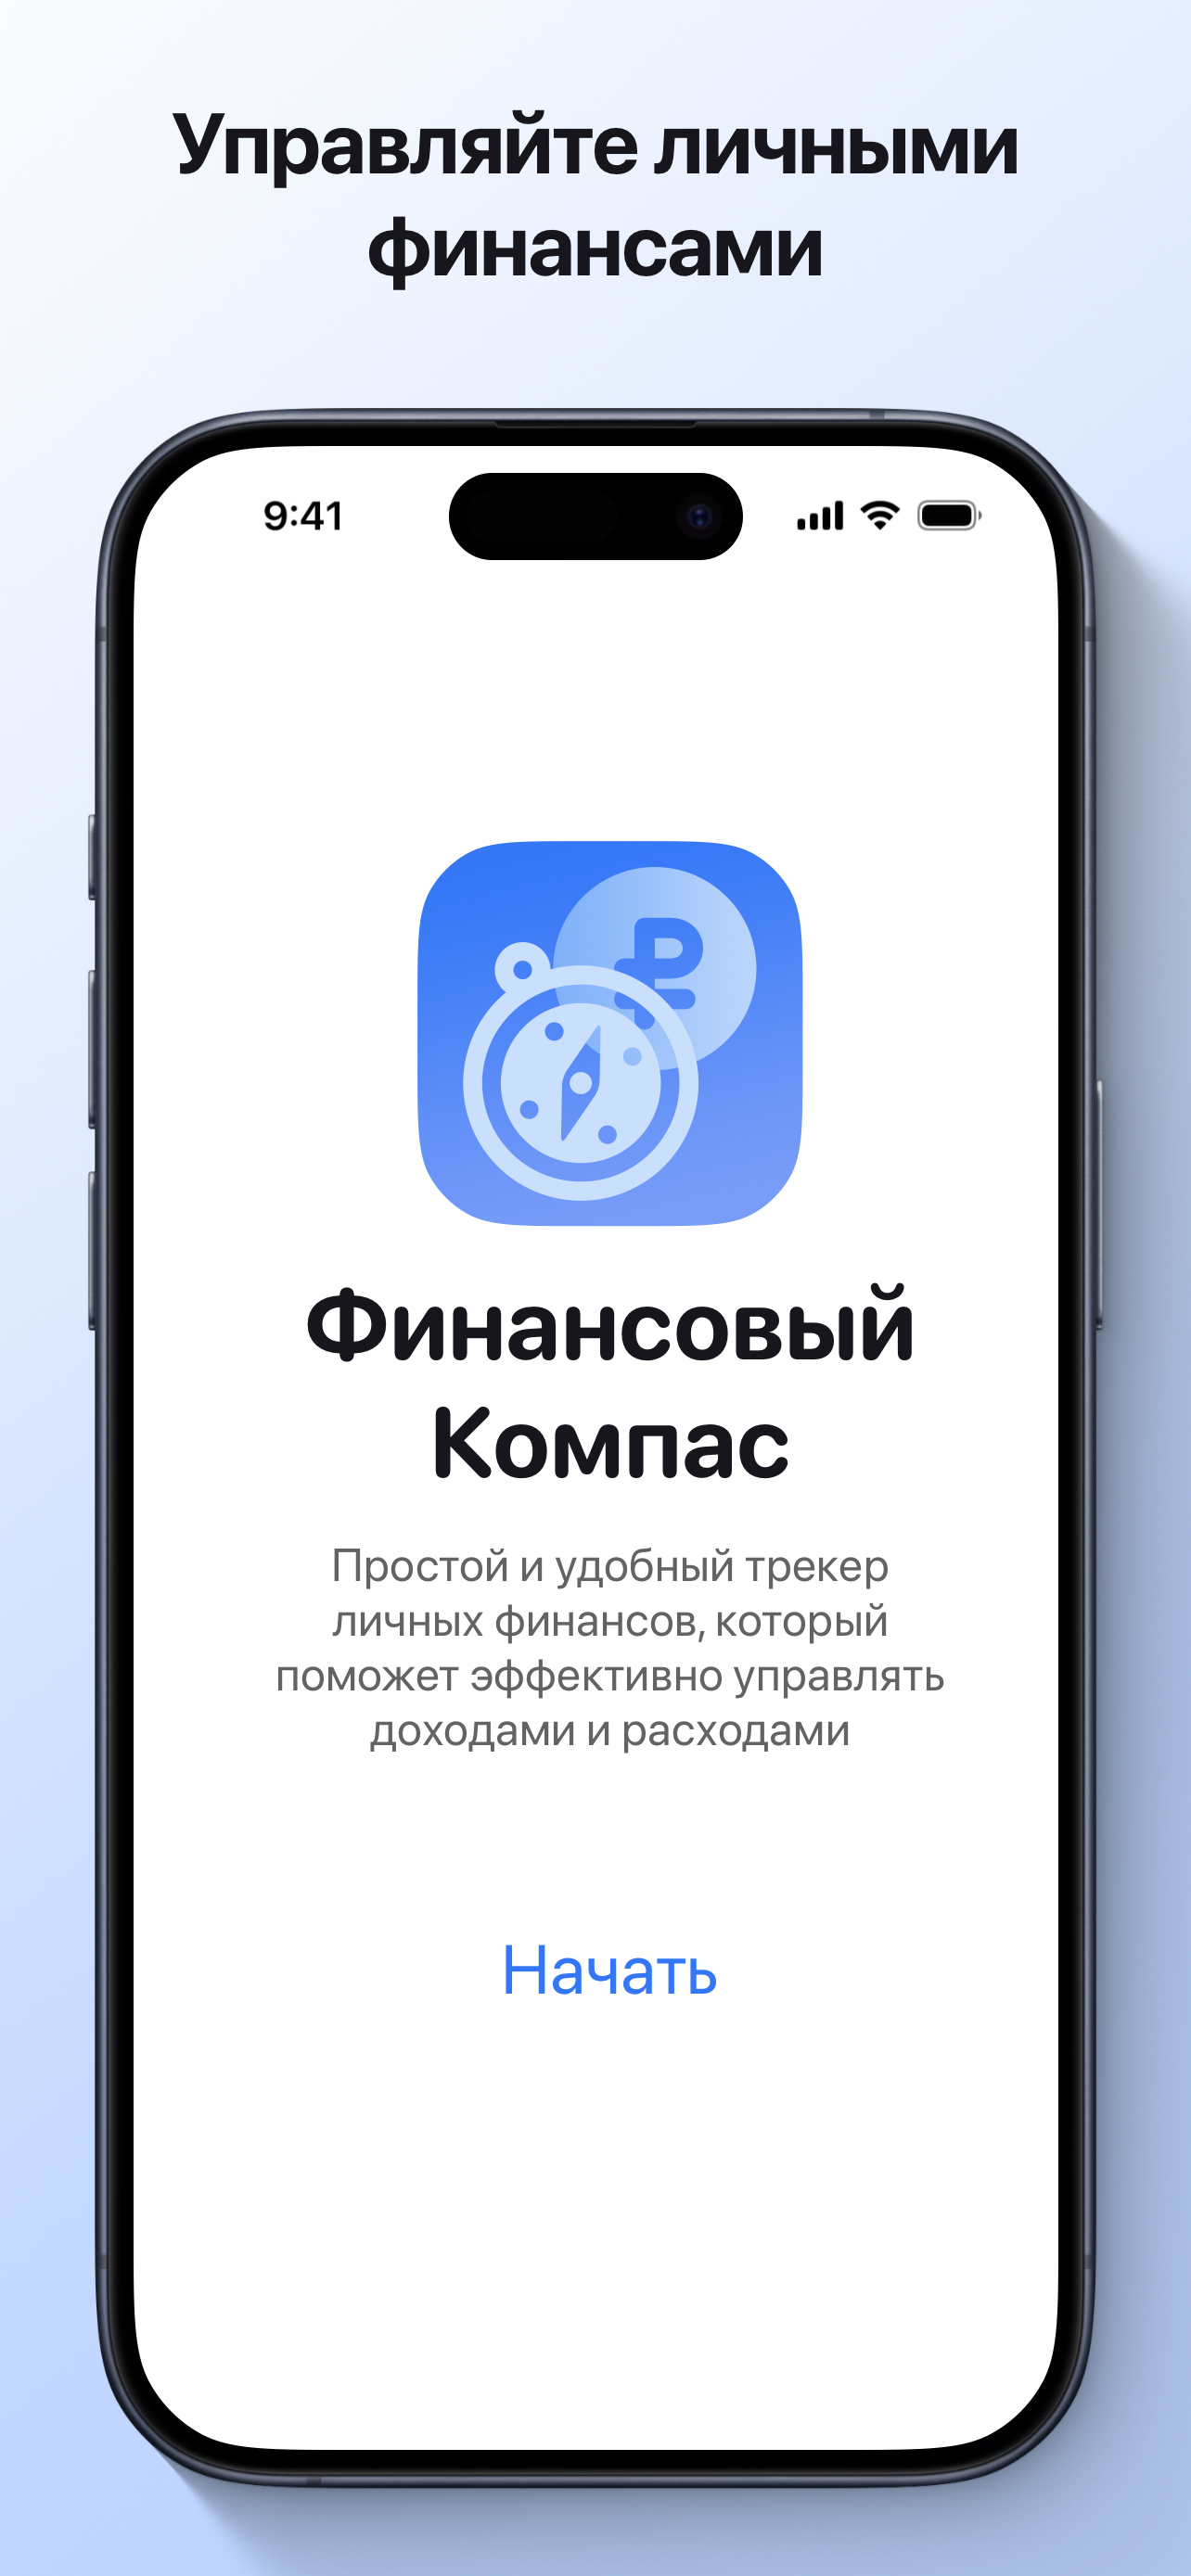 Управляйте личными
финансами
9:41
₽
Финансовый
Компас
Простой и удобный трекер
личных финансов, который
поможет эффективно управлять
доходами и расходами
Начать